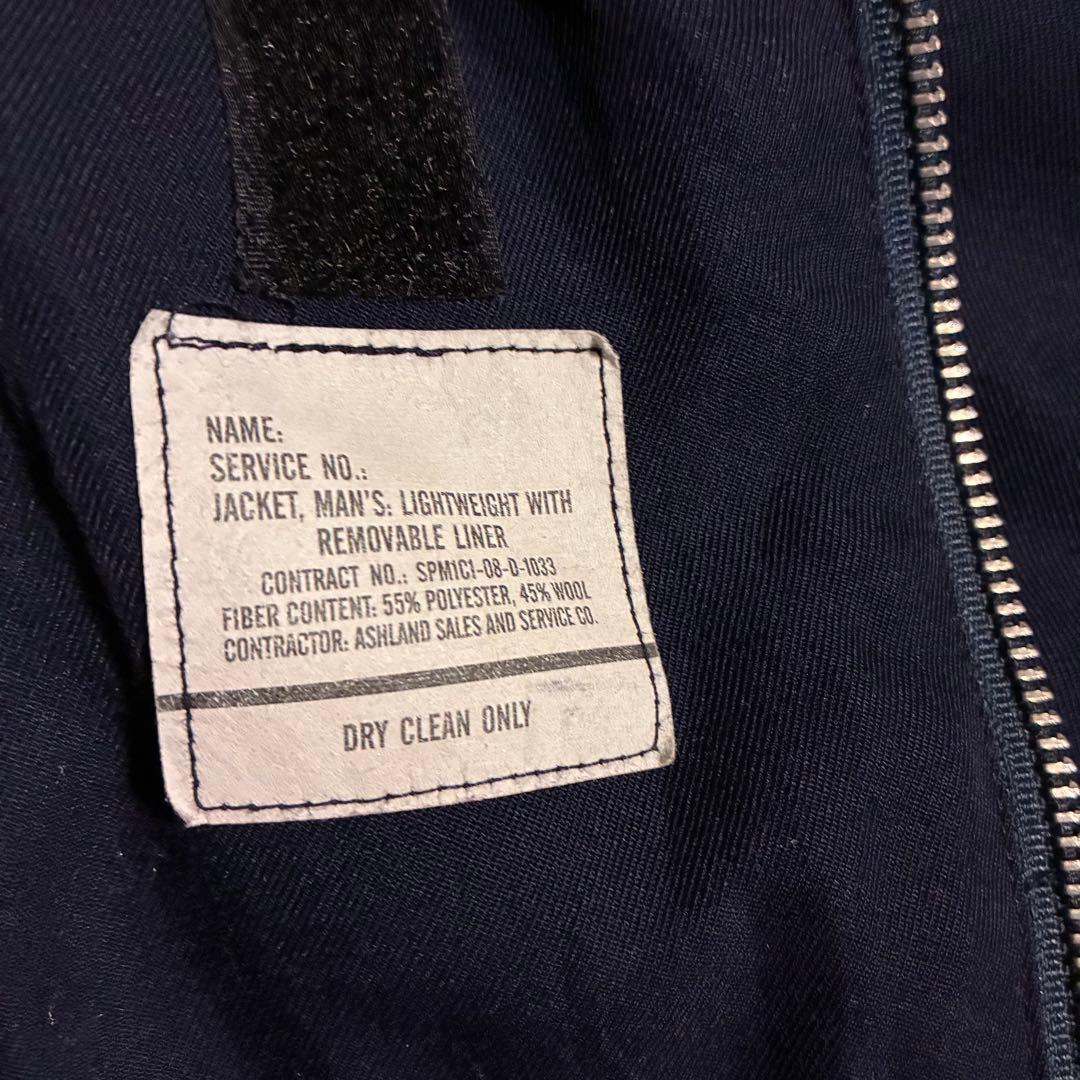 NAME:
SERVICE NO.:
JACKET, MAN'S: LIGHTWEIGHT WITH
REMOVABLE LINER
CONTRACT NO.: SPM1C1-08-D-1033
FIBER CONTENT: 55% POLYESTER, 45% WOOL
CONTRACTOR: ASHLAND SALES AND SERVICE CO.
DRY CLEAN ONLY